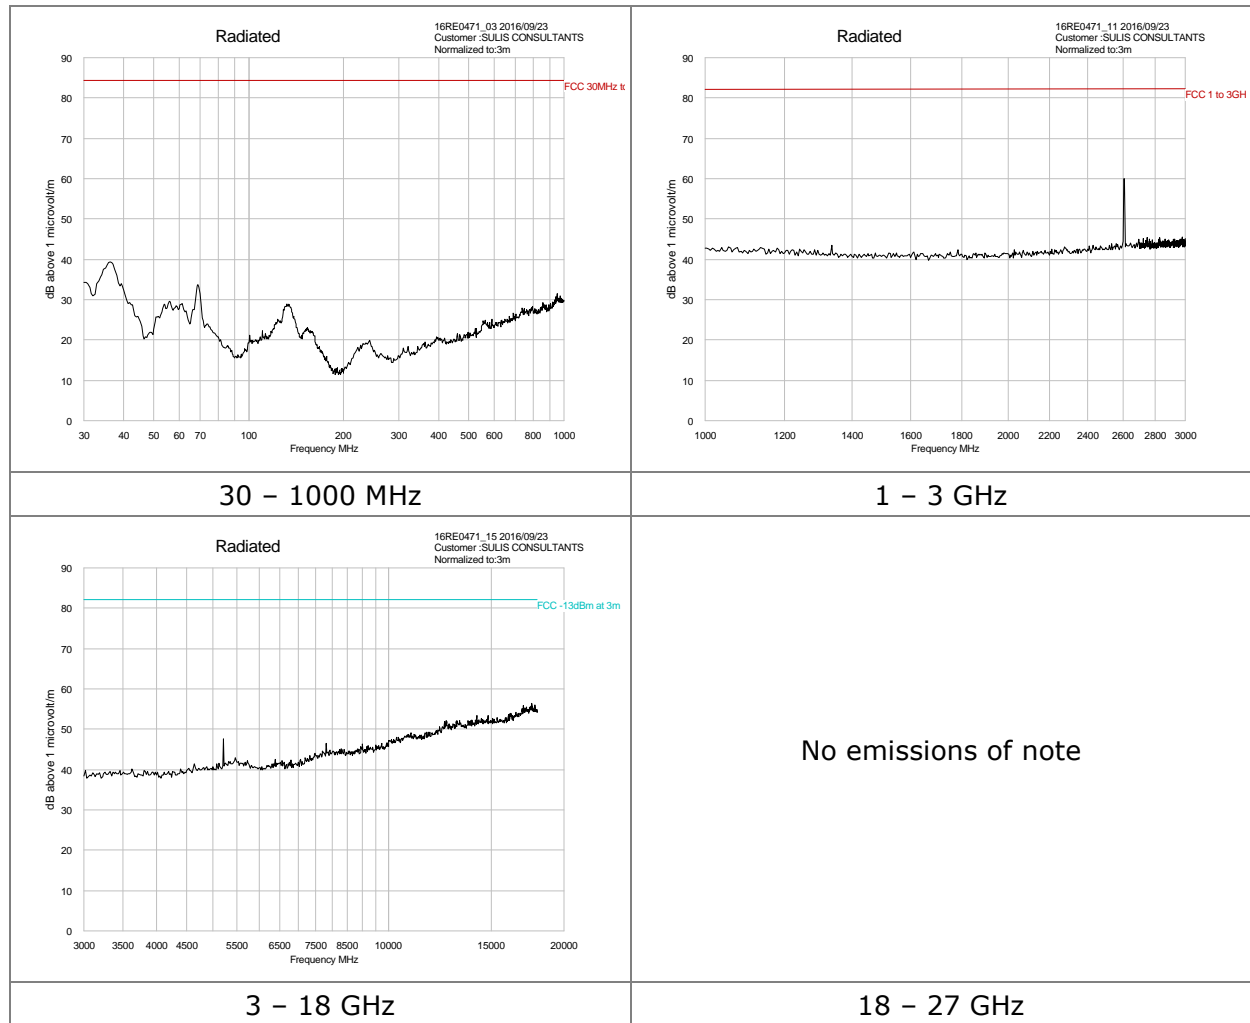 Radiated
16RE0471_03 2016/09/23
Customer :SULIS CONSULTANTS
Normalized to:3m
90
80
70
60
50
40
30
20
10
0
dB above 1 microvolt/m
FCC 30MHz to
30 40 50 60 70 100 200 300 400 600 800 1000
Frequency MHz
30 – 1000 MHz
Radiated
16RE0471_11 2016/09/23
Customer :SULIS CONSULTANTS
Normalized to:3m
90
80
70
60
50
40
30
20
10
0
dB above 1 microvolt/m
FCC 1 to 3GH
1000 1200 1400 1600 1800 2000 2200 2400 2600 2800 3000
Frequency MHz
1 – 3 GHz
Radiated
16RE0471_15 2016/09/23
Customer :SULIS CONSULTANTS
Normalized to:3m
90
80
70
60
50
40
30
20
10
0
dB above 1 microvolt/m
FCC -13dBm at 3m
3000 3500 4000 4500 5500 6500 7500 8500 10000 15000 20000
Frequency MHz
3 – 18 GHz
No emissions of note
18 – 27 GHz